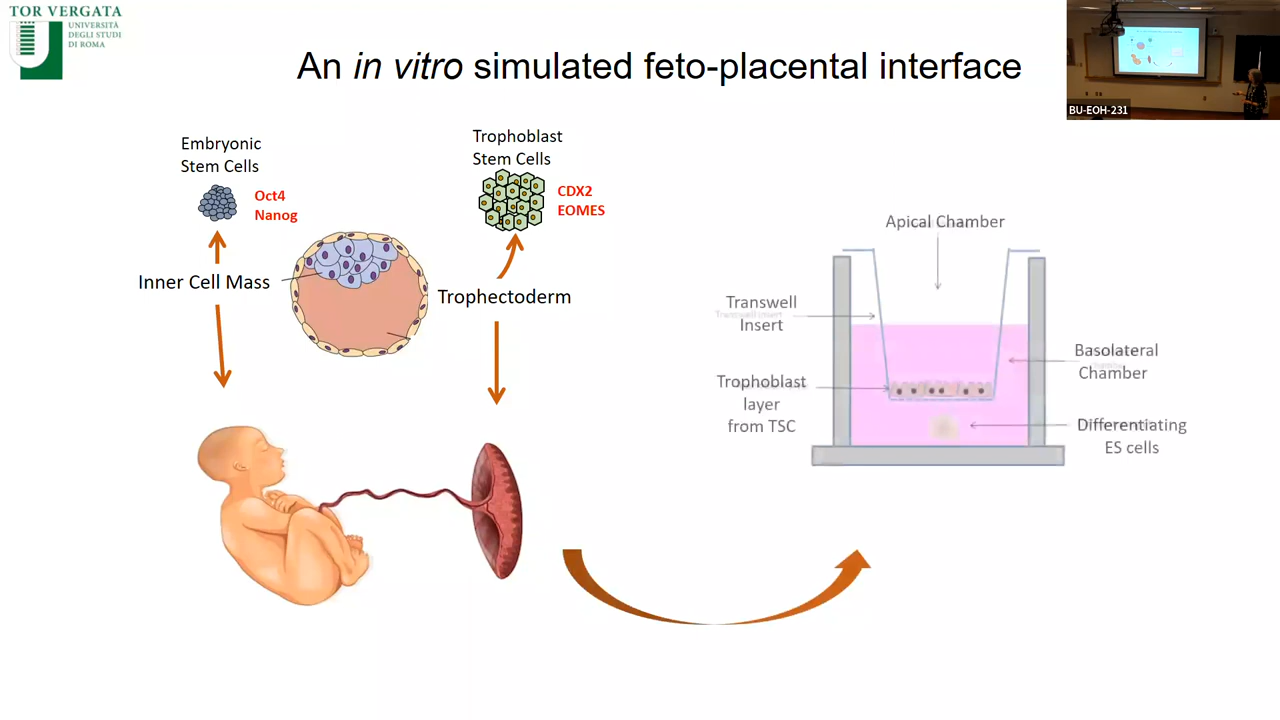 TOR VERGATA
UNIVERSITÀ
DEGLI STUDI
DI ROMA
An in vitro simulated feto-placental interface
BU-EOH-231
Embryonic
Stem Cells
Oct4
Nanog
Trophoblast
Stem Cells
CDX2
EOMES
Inner Cell Mass
Trophectoderm
Apical Chamber
Transwell
Insert
Basolateral
Chamber
Trophoblast
layer
from TSC
Differentiating
ES cells